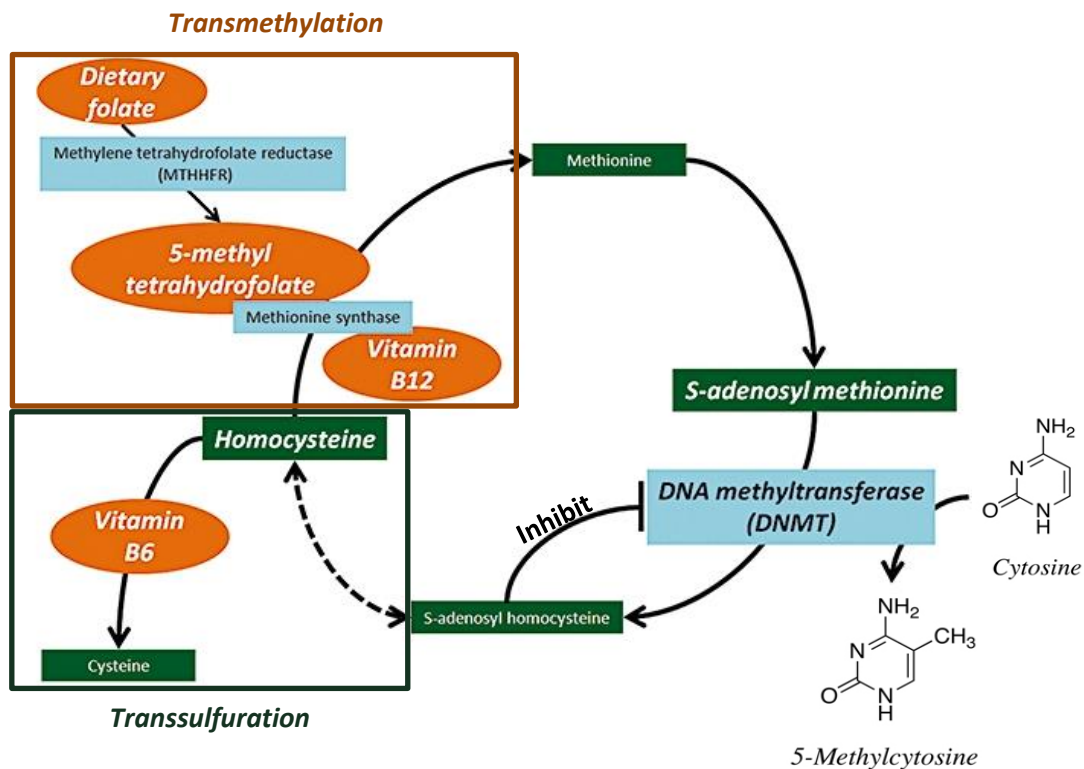 Transmethylation
Dietary
folate
Methylene tetrahydrofolate reductase
(MTHHFR)
Methionine
5-methyl
tetrahydrofolate
Methionine synthase
Vitamin
B12
S-adenosyl methionine
Homocysteine
Vitamin
B6
Inhibit
DNA methyltransferase
(DNMT)
NH2
N
O
N
H
Cytosine
S-adenosyl homocysteine
Cysteine
NH2
CH3
N
O
N
H
5-Methylcytosine
Transsulfuration